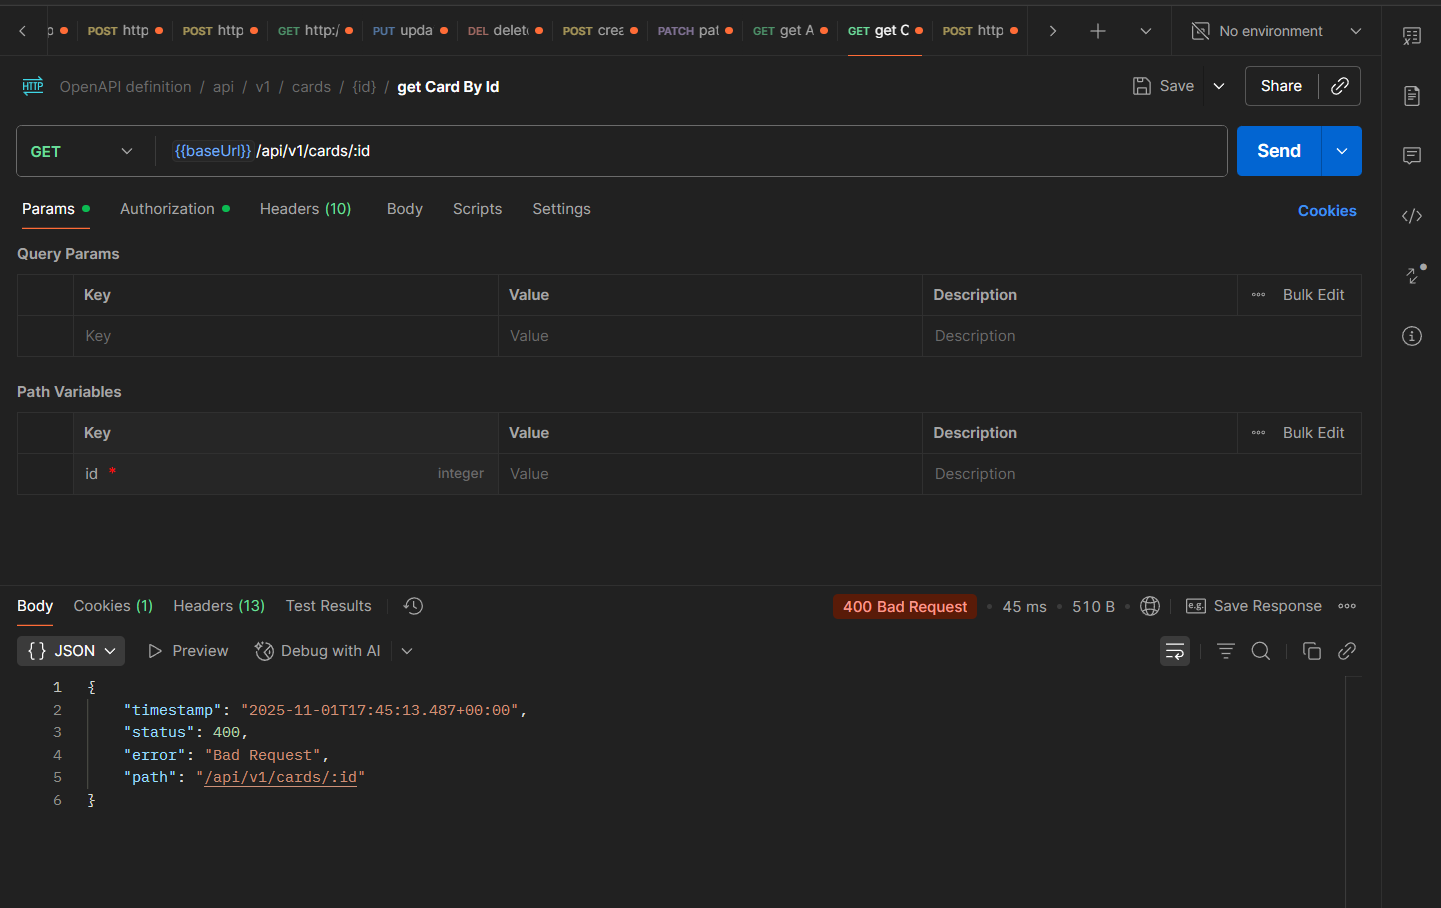 POST http POST http GET http:/ PUT upda DEL delet POST crea PATCH pat GET get A GET get C POST http No environment
HTTP OpenAPI definition / api / v1 / cards / {id} / get Card By Id Save Share
GET {{baseUrl}} /api/v1/cards/:id Send
Params Authorization Headers (10) Body Scripts Settings Cookies
Query Params
Key Value Description Bulk Edit
Key Value Description
Path Variables
Key Value Description Bulk Edit
id * integer Value Description
Body Cookies (1) Headers (13) Test Results 400 Bad Request 45 ms 510 B e.g. Save Response
{} JSON Preview Debug with AI
1 {
2 "timestamp": "2025-11-01T17:45:13.487+00:00",
3 "status": 400,
4 "error": "Bad Request",
5 "path": "/api/v1/cards/:id"
6 }